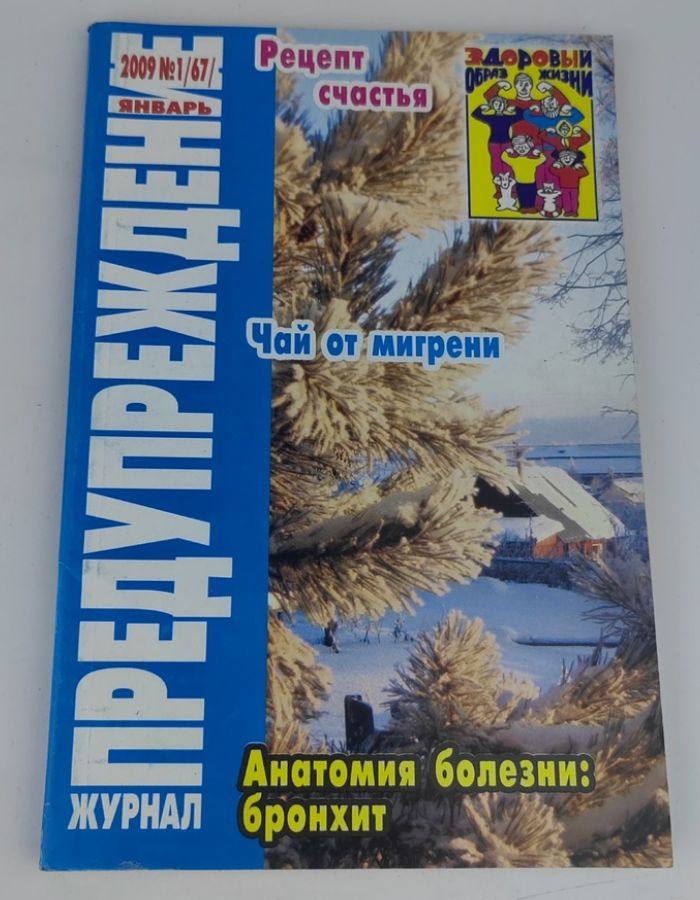 2009 №1/67/
ЯНВАРЬ
ЖУРНАЛ
ПРЕДУПРЕЖДЕНИЕ
Рецепт
счастья
ЗДОРОВЫЙ
ОБРАЗ ЖИЗНИ
Чай от мигрени
Анатомия болезни:
бронхит